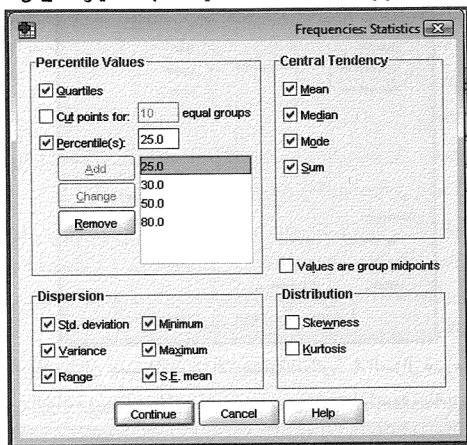 Frequencies: Statistics
Percentile Values
Quartiles
Cut points for: 10 equal groups
Percentile(s): 25.0
Add
Change
Remove
25.0
30.0
50.0
80.0
Central Tendency
Mean
Median
Mode
Sum
Values are group midpoints
Dispersion
Std. deviation
Minimum
Variance
Maximum
Range
S.E. mean
Distribution
Skewness
Kurtosis
Continue
Cancel
Help